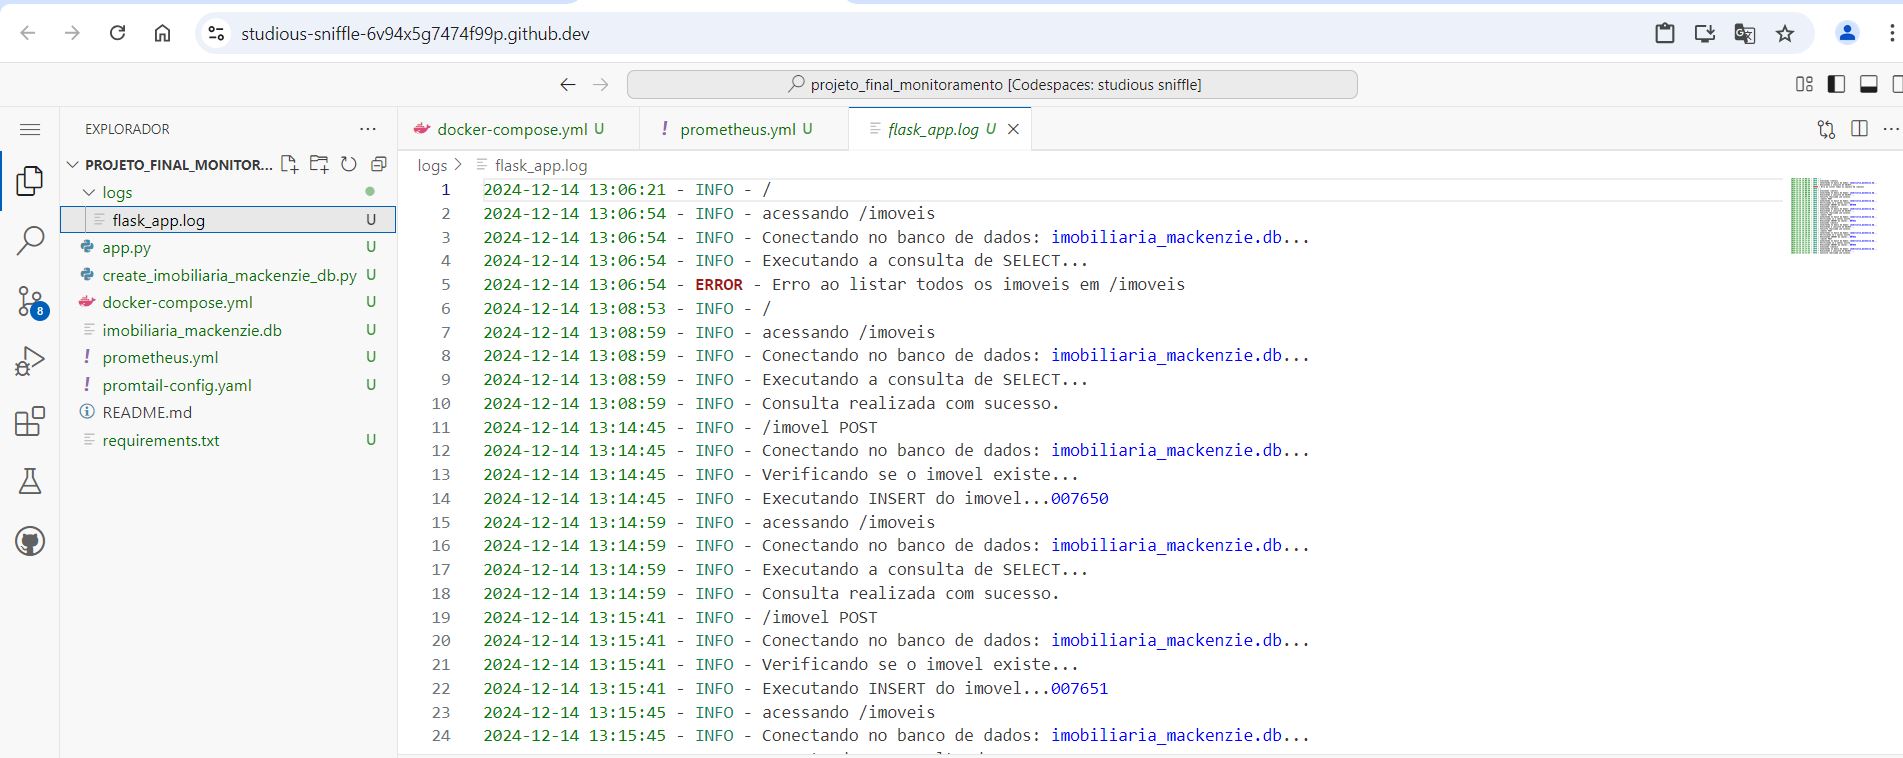 studious-sniffle-6v94x5g7474f99p.github.dev
projeto_final_monitoramento [Codespaces: studious sniffle]
EXPLORADOR
PROJETO_FINAL_MONITOR...
logs
flask_app.log U
app.py U
create_imobiliaria_mackenzie_db.py U
docker-compose.yml U
imobiliaria_mackenzie.db U
prometheus.yml U
promtail-config.yaml U
README.md
requirements.txt U
8
docker-compose.yml U
prometheus.yml U
flask_app.log U
logs > flask_app.log
1 2024-12-14 13:06:21 - INFO - /
2 2024-12-14 13:06:54 - INFO - acessando /imoveis
3 2024-12-14 13:06:54 - INFO - Conectando no banco de dados: imobiliaria_mackenzie.db...
4 2024-12-14 13:06:54 - INFO - Executando a consulta de SELECT...
5 2024-12-14 13:06:54 - ERROR - Erro ao listar todos os imoveis em /imoveis
6 2024-12-14 13:08:53 - INFO - /
7 2024-12-14 13:08:59 - INFO - acessando /imoveis
8 2024-12-14 13:08:59 - INFO - Conectando no banco de dados: imobiliaria_mackenzie.db...
9 2024-12-14 13:08:59 - INFO - Executando a consulta de SELECT...
10 2024-12-14 13:08:59 - INFO - Consulta realizada com sucesso.
11 2024-12-14 13:14:45 - INFO - /imovel POST
12 2024-12-14 13:14:45 - INFO - Conectando no banco de dados: imobiliaria_mackenzie.db...
13 2024-12-14 13:14:45 - INFO - Verificando se o imovel existe...
14 2024-12-14 13:14:45 - INFO - Executando INSERT do imovel...007650
15 2024-12-14 13:14:59 - INFO - acessando /imoveis
16 2024-12-14 13:14:59 - INFO - Conectando no banco de dados: imobiliaria_mackenzie.db...
17 2024-12-14 13:14:59 - INFO - Executando a consulta de SELECT...
18 2024-12-14 13:14:59 - INFO - Consulta realizada com sucesso.
19 2024-12-14 13:15:41 - INFO - /imovel POST
20 2024-12-14 13:15:41 - INFO - Conectando no banco de dados: imobiliaria_mackenzie.db...
21 2024-12-14 13:15:41 - INFO - Verificando se o imovel existe...
22 2024-12-14 13:15:41 - INFO - Executando INSERT do imovel...007651
23 2024-12-14 13:15:45 - INFO - acessando /imoveis
24 2024-12-14 13:15:45 - INFO - Conectando no banco de dados: imobiliaria_mackenzie.db...